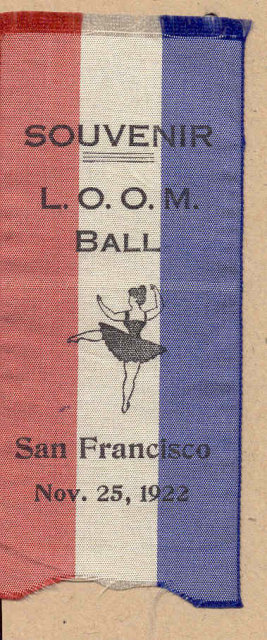 SOUVENIR
L. O. O. M.
BALL
San Francisco
Nov. 25, 1922